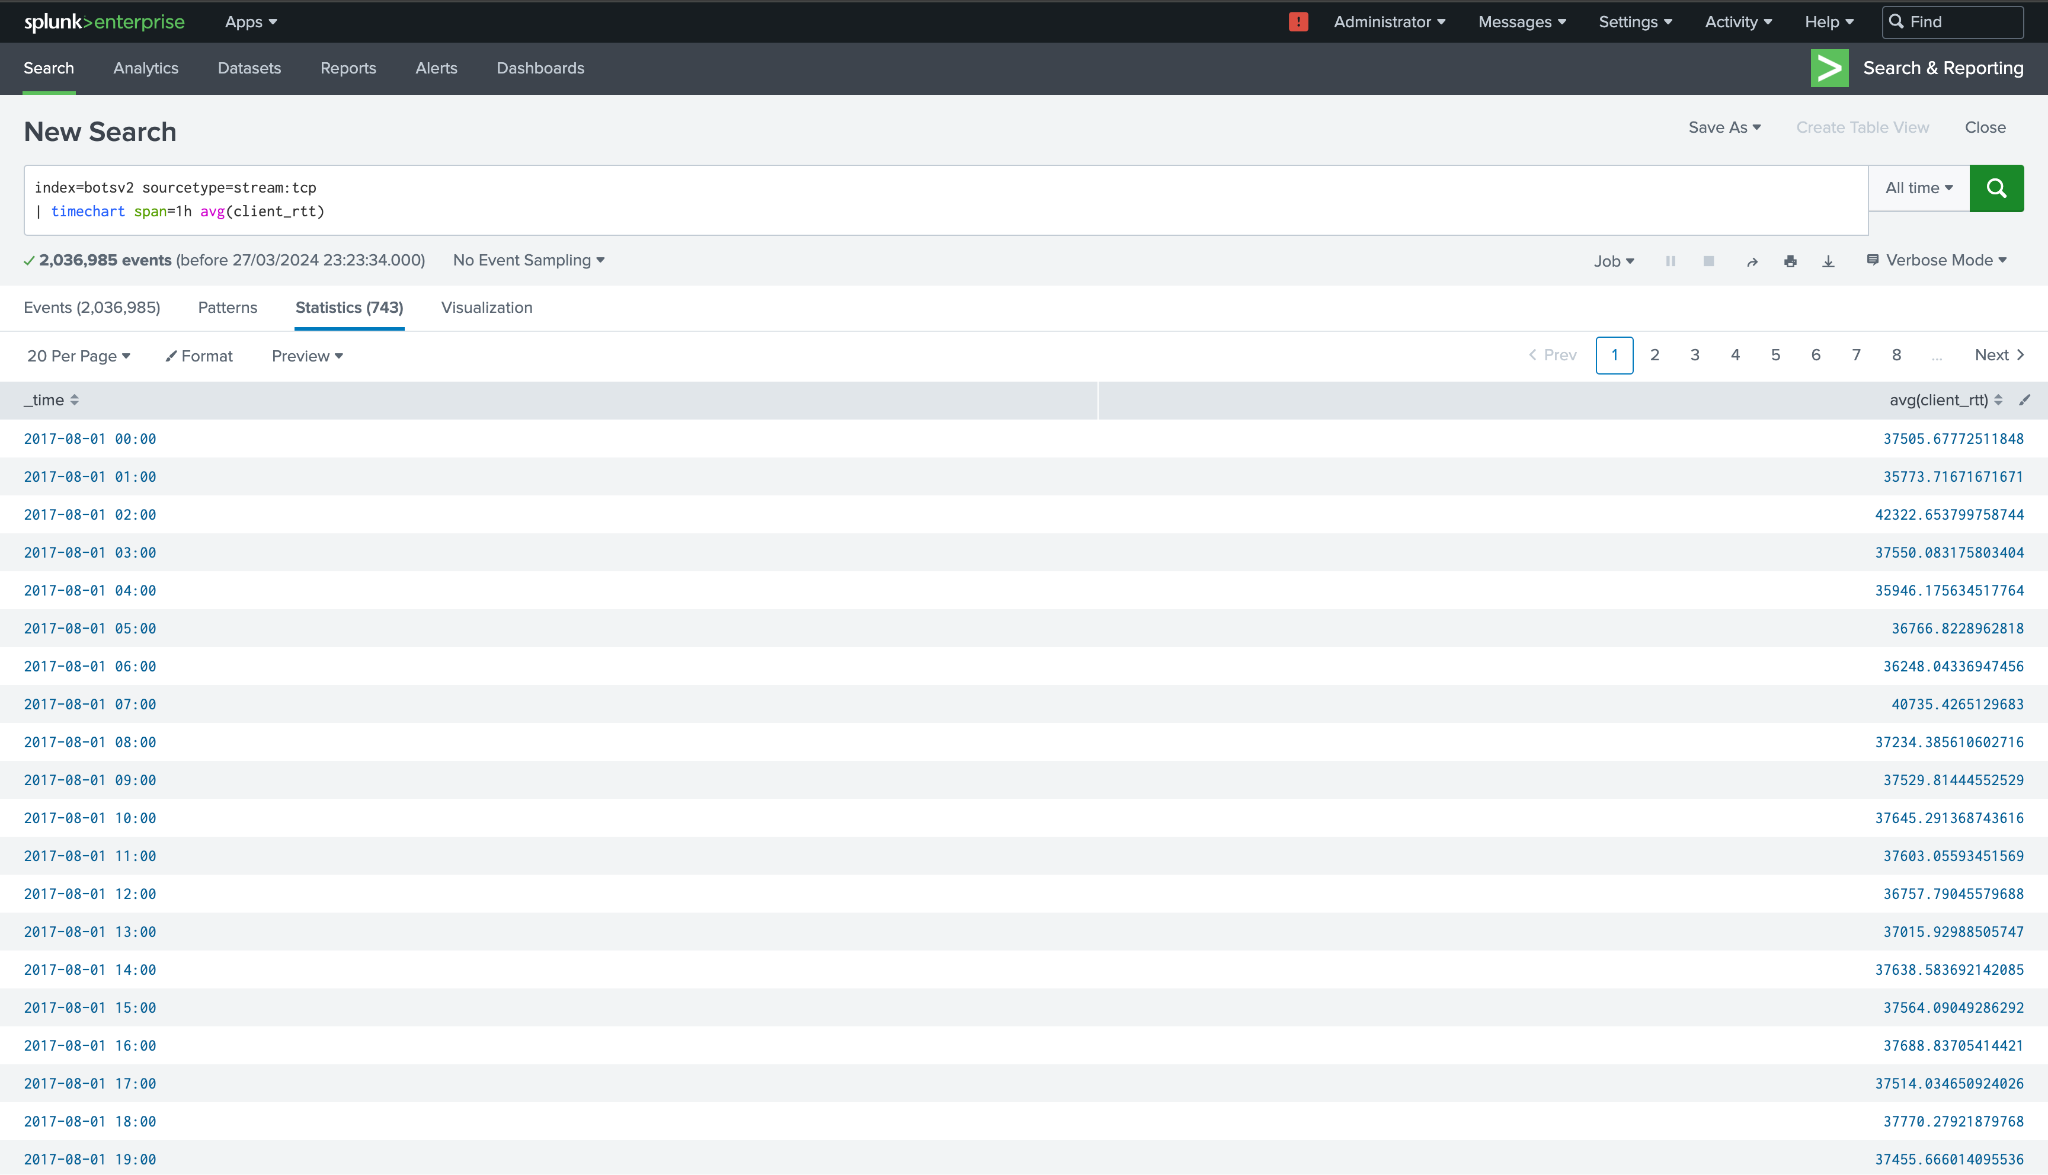 splunk>enterprise Apps Administrator Messages Settings Activity Help Find
Search Analytics Datasets Reports Alerts Dashboards Search & Reporting
New Search Save As Create Table View Close
index=botsv2 sourcetype=stream:tcp All time
| timechart span=1h avg(client_rtt)
2,036,985 events (before 27/03/2024 23:23:34.000) No Event Sampling Job Verbose Mode
Events (2,036,985) Patterns Statistics (743) Visualization
20 Per Page Format Preview < Prev 1 2 3 4 5 6 7 8 ... Next >
_time avg(client_rtt)
2017-08-01 00:00 37505.67772511848
2017-08-01 01:00 35773.71671671671
2017-08-01 02:00 42322.653799758744
2017-08-01 03:00 37550.083175803404
2017-08-01 04:00 35946.175634517764
2017-08-01 05:00 36766.8228962818
2017-08-01 06:00 36248.04336947456
2017-08-01 07:00 40735.4265129683
2017-08-01 08:00 37234.385610602716
2017-08-01 09:00 37529.81444552529
2017-08-01 10:00 37645.291368743616
2017-08-01 11:00 37603.05593451569
2017-08-01 12:00 36757.79045579688
2017-08-01 13:00 37015.92988505747
2017-08-01 14:00 37638.583692142085
2017-08-01 15:00 37564.09049286292
2017-08-01 16:00 37688.83705414421
2017-08-01 17:00 37514.034650924026
2017-08-01 18:00 37770.27921879768
2017-08-01 19:00 37455.666014095536